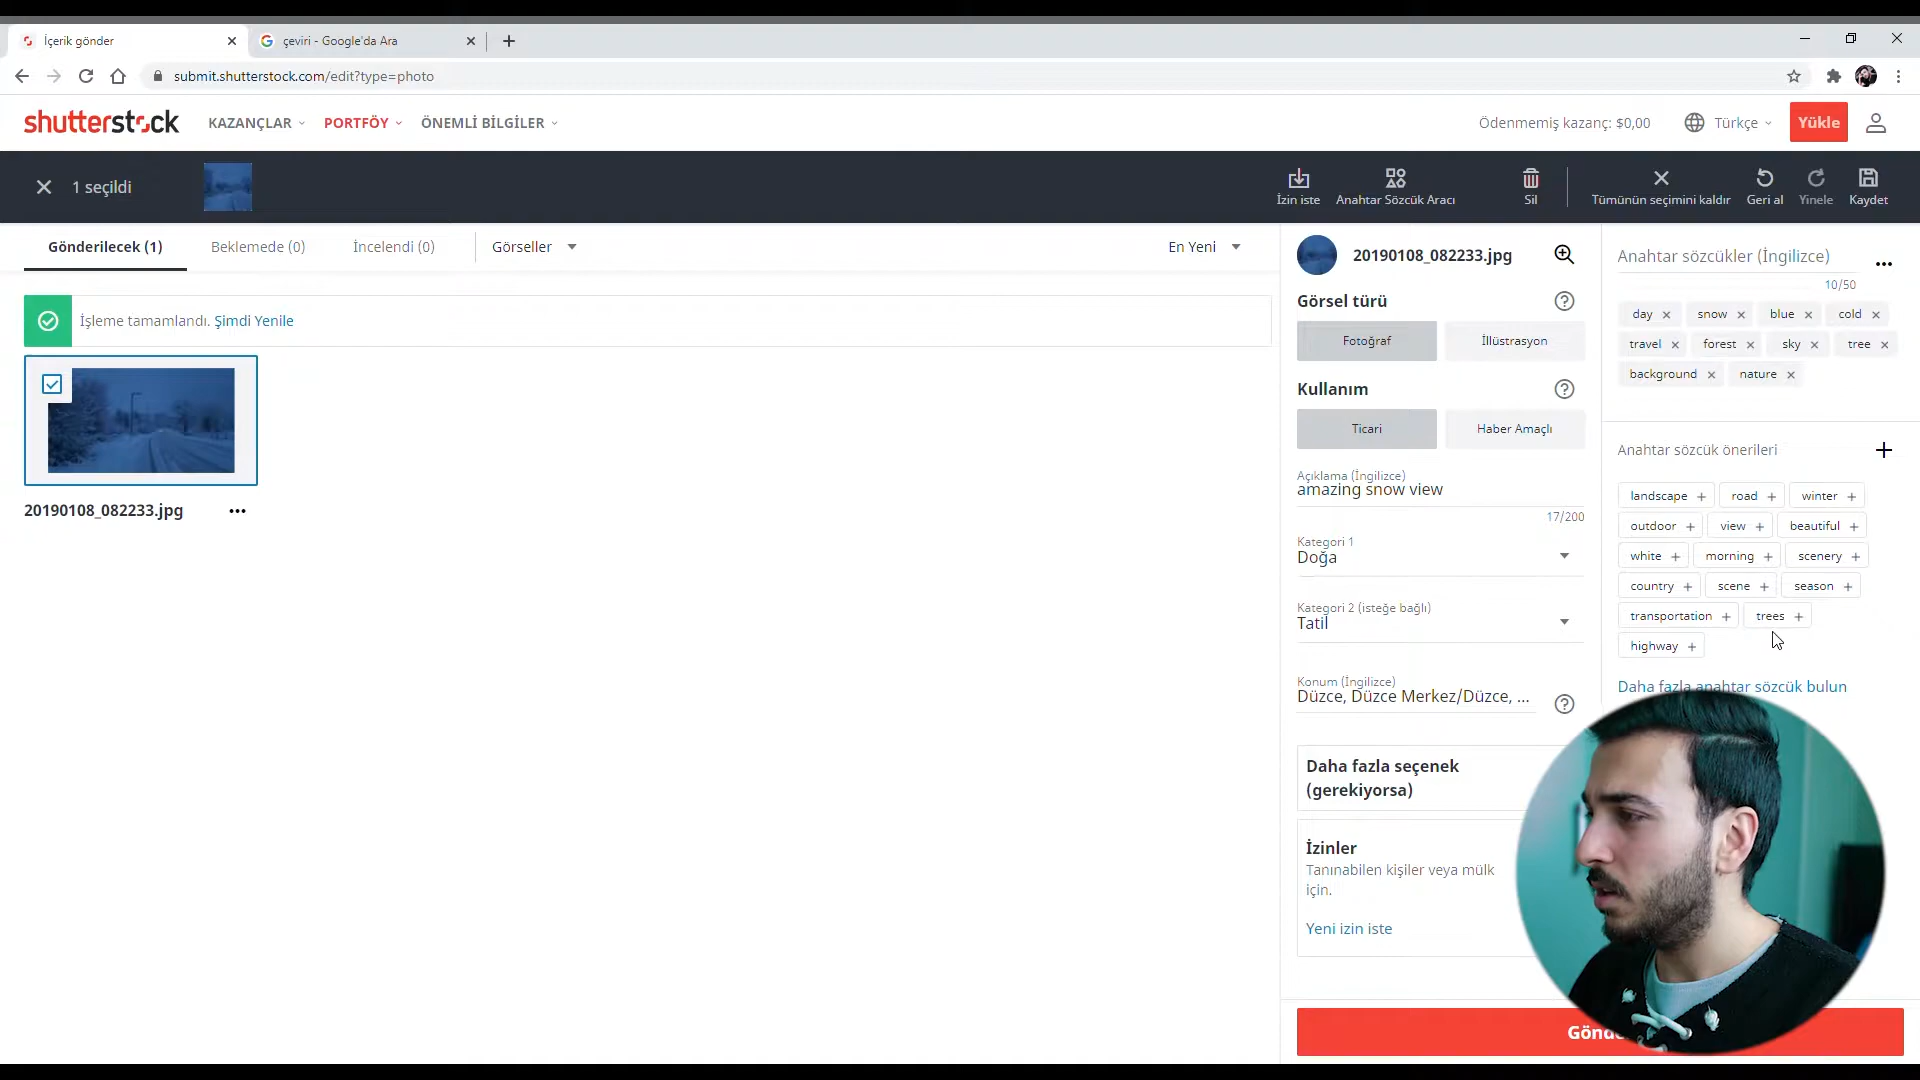 İçerik gönder
çeviri - Google'da Ara
submit.shutterstock.com/edit?type=photo
shutterstock
KAZANÇLAR
PORTFÖY
ÖNEMLİ BİLGİLER
Ödenmemiş kazanç: $0,00
Türkçe
Yükle
1 seçildi
İzin iste
Anahtar Sözcük Aracı
Sil
Tümünün seçimini kaldır
Geri al
Yinele
Kaydet
Gönderilecek (1)
Beklemede (0)
İncelendi (0)
Görseller
En Yeni
İşleme tamamlandı. Şimdi Yenile
20190108_082233.jpg
20190108_082233.jpg
Görsel türü
Fotoğraf
İllüstrasyon
Kullanım
Ticari
Haber Amaçlı
Açıklama (İngilizce)
amazing snow view
17/200
Kategori 1
Doğa
Kategori 2 (isteğe bağlı)
Tatil
Konum (İngilizce)
Düzce, Düzce Merkez/Düzce, ...
Daha fazla seçenek
(gerekiyorsa)
İzinler
Tanınabilen kişiler veya mülk
için.
Yeni izin iste
Anahtar sözcükler (İngilizce)
10/50
day snow blue cold
travel forest sky tree
background nature
Anahtar sözcük önerileri
landscape road winter
outdoor view beautiful
white morning scenery
country scene season
transportation trees
highway
Daha fazla anahtar sözcük bulun